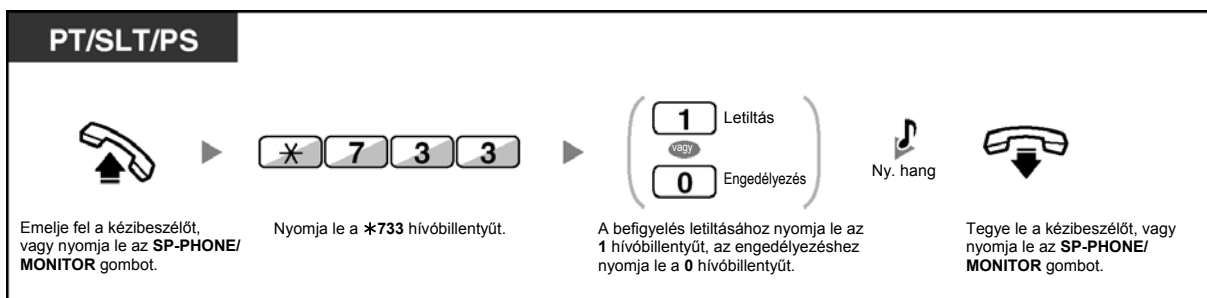 PT/SLT/PS
✱ 7 3 3
1 Letiltás
vagy
0 Engedélyezés
Ny. hang
Emelje fel a kézibeszélőt,
vagy nyomja le az SP-PHONE/
MONITOR gombot.
Nyomja le a ✱733 hívóbillentyűt.
A befigyelés letiltásához nyomja le az
1 hívóbillentyűt, az engedélyezéshez
nyomja le a 0 hívóbillentyűt.
Tegye le a kézibeszélőt, vagy
nyomja le az SP-PHONE/
MONITOR gombot.